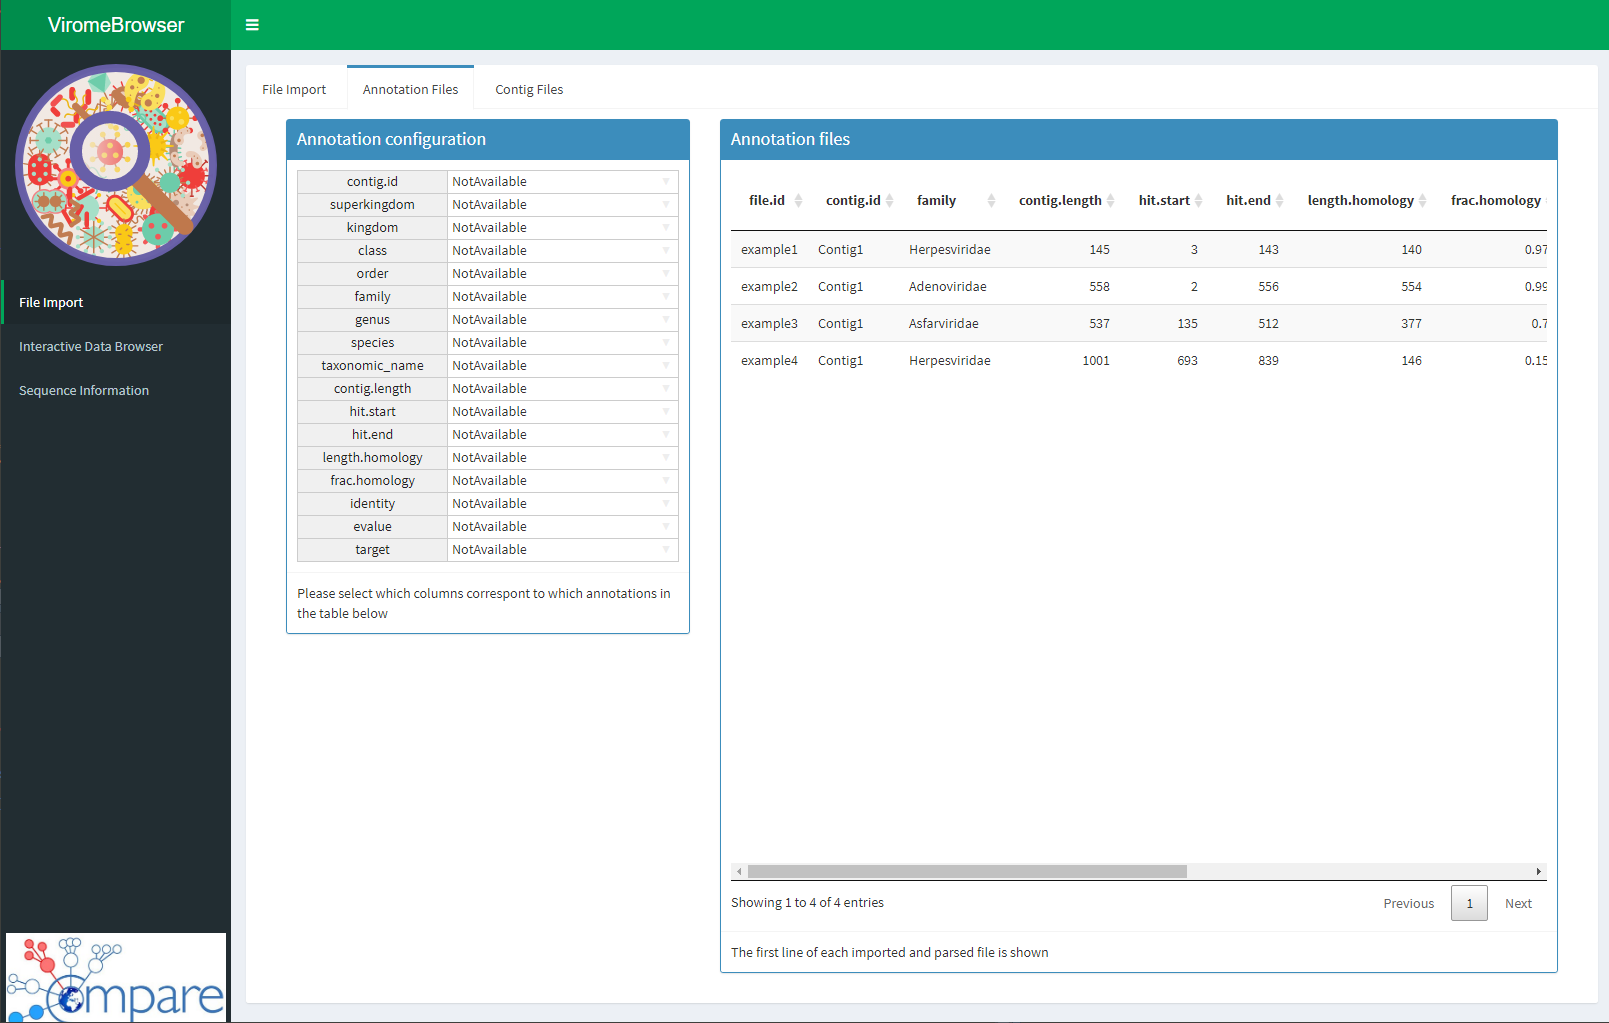 ViromeBrowser
File Import
Interactive Data Browser
Sequence Information
ompare
File Import Annotation Files Contig Files
Annotation configuration
contig.id NotAvailable
superkingdom NotAvailable
kingdom NotAvailable
class NotAvailable
order NotAvailable
family NotAvailable
genus NotAvailable
species NotAvailable
taxonomic_name NotAvailable
contig.length NotAvailable
hit.start NotAvailable
hit.end NotAvailable
length.homology NotAvailable
frac.homology NotAvailable
identity NotAvailable
evalue NotAvailable
target NotAvailable
Please select which columns correspont to which annotations in
the table below
Annotation files
file.id contig.id family contig.length hit.start hit.end length.homology frac.homology
example1 Contig1 Herpesviridae 145 3 143 140 0.97
example2 Contig1 Adenoviridae 558 2 556 554 0.99
example3 Contig1 Asfarviridae 537 135 512 377 0.7
example4 Contig1 Herpesviridae 1001 693 839 146 0.15
Showing 1 to 4 of 4 entries
Previous 1 Next
The first line of each imported and parsed file is shown